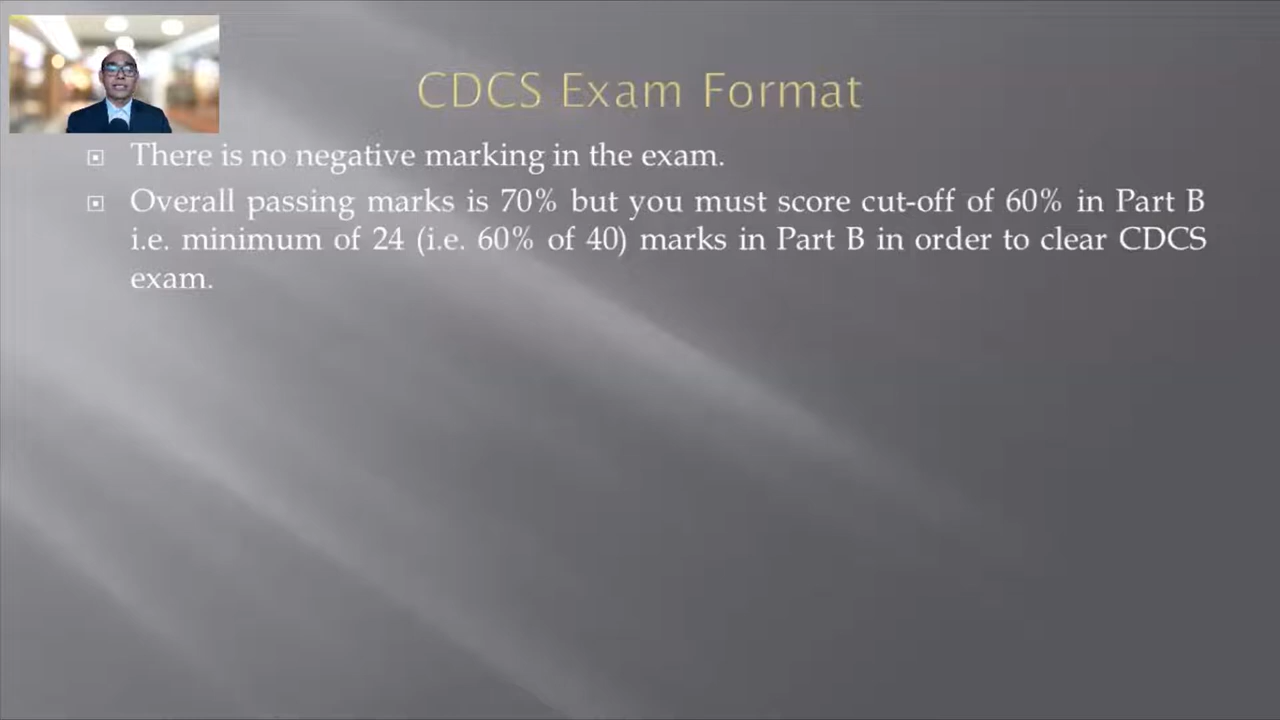 CDCS Exam Format
There is no negative marking in the exam.
Overall passing marks is 70% but you must score cut-off of 60% in Part B
i.e. minimum of 24 (i.e. 60% of 40) marks in Part B in order to clear CDCS
exam.